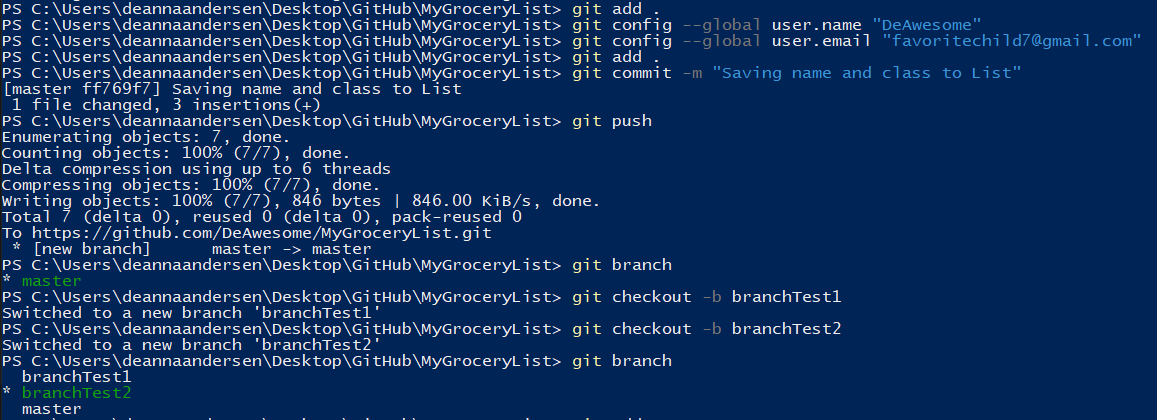 PS C:\Users\deannaandersen\Desktop\GitHub\MyGroceryList> git add .
PS C:\Users\deannaandersen\Desktop\GitHub\MyGroceryList> git config --global user.name "DeAwesome"
PS C:\Users\deannaandersen\Desktop\GitHub\MyGroceryList> git config --global user.email "favoritechild7@gmail.com"
PS C:\Users\deannaandersen\Desktop\GitHub\MyGroceryList> git add .
PS C:\Users\deannaandersen\Desktop\GitHub\MyGroceryList> git commit -m "Saving name and class to List"
[master ff769f7] Saving name and class to List
 1 file changed, 3 insertions(+)
PS C:\Users\deannaandersen\Desktop\GitHub\MyGroceryList> git push
Enumerating objects: 7, done.
Counting objects: 100% (7/7), done.
Delta compression using up to 6 threads
Compressing objects: 100% (7/7), done.
Writing objects: 100% (7/7), 846 bytes | 846.00 KiB/s, done.
Total 7 (delta 0), reused 0 (delta 0), pack-reused 0
To https://github.com/DeAwesome/MyGroceryList.git
 * [new branch]      master -> master
PS C:\Users\deannaandersen\Desktop\GitHub\MyGroceryList> git branch
* master
PS C:\Users\deannaandersen\Desktop\GitHub\MyGroceryList> git checkout -b branchTest1
Switched to a new branch 'branchTest1'
PS C:\Users\deannaandersen\Desktop\GitHub\MyGroceryList> git checkout -b branchTest2
Switched to a new branch 'branchTest2'
PS C:\Users\deannaandersen\Desktop\GitHub\MyGroceryList> git branch
  branchTest1
* branchTest2
  master